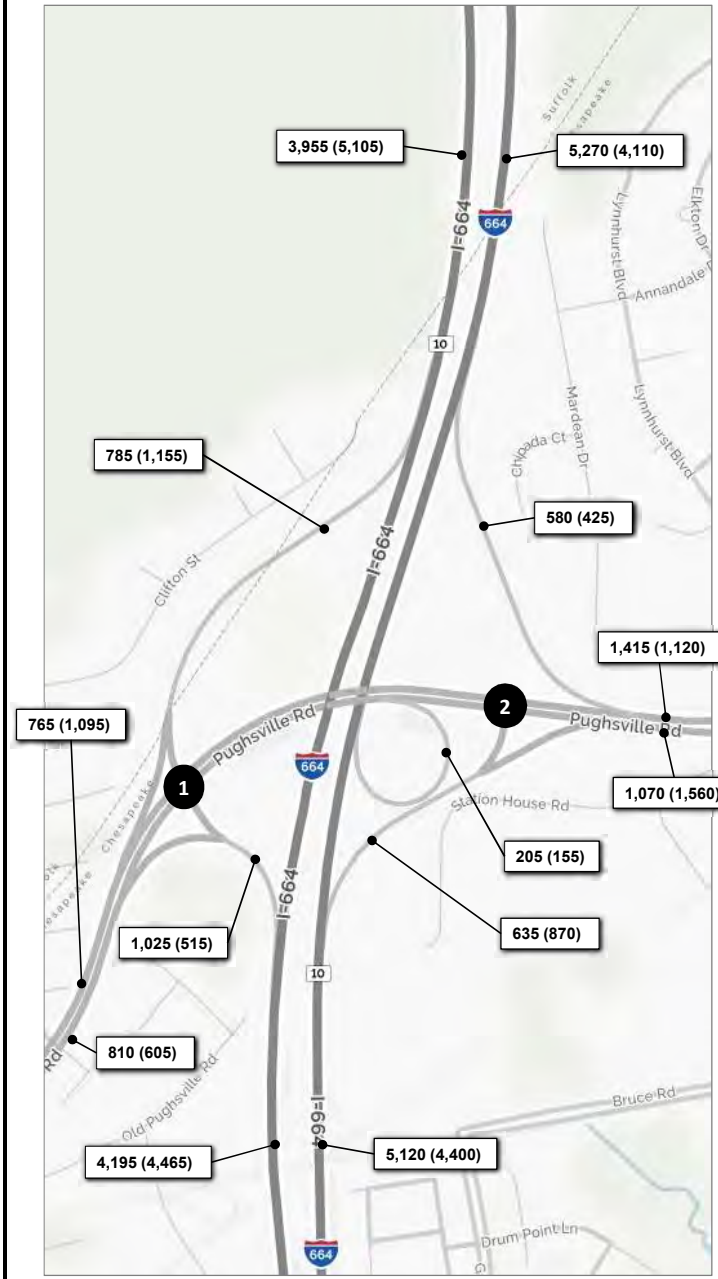 Suffolk
Chesapeake
3,955 (5,105)
5,270 (4,110)
Lynnhurst Blvd
Elkton Dr
I-664
664
Annandale
10
Mardean Dr
Lynnhurst Blvd
Chipada Ct
785 (1,155)
580 (425)
I-664
Clifton St
1,415 (1,120)
2
765 (1,095)
Pughsville Rd
Pughsville Rd
664
1
1,070 (1,560)
Station House Rd
Chesapeake
205 (155)
I-664
635 (870)
1,025 (515)
10
810 (605)
Rd
Old Pughsville Rd
Bruce Rd
I-664
4,195 (4,465)
5,120 (4,400)
Drum Point Ln
664
G